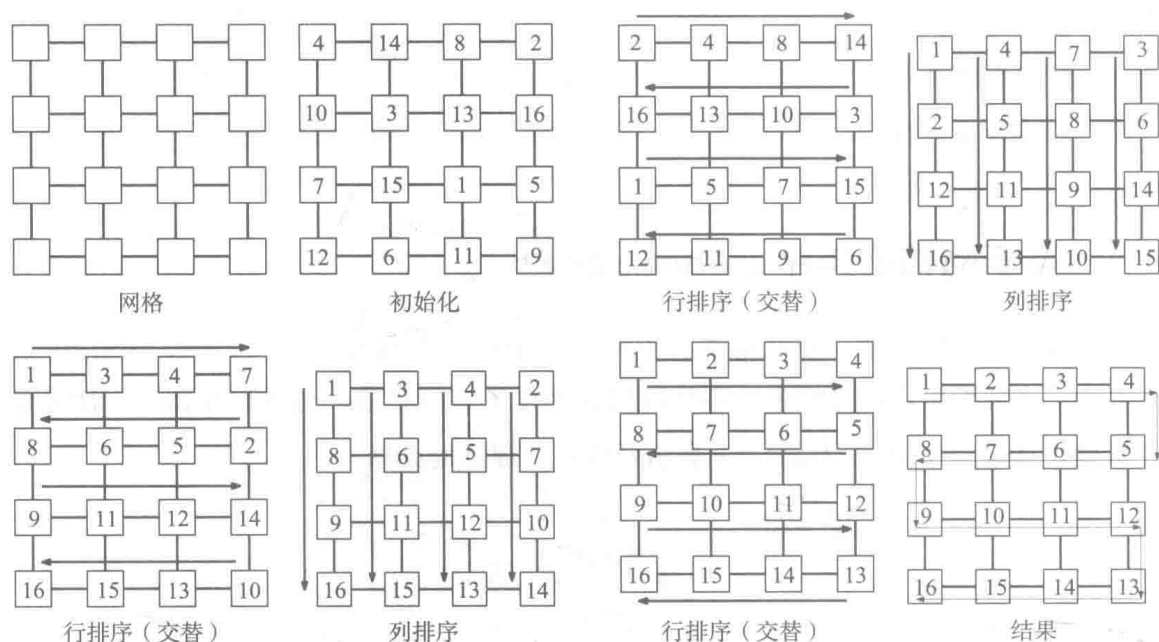 4 14 8 2
10 3 13 16
7 15 1 5
12 6 11 9
2 4 8 14
16 13 10 3
1 5 7 15
12 11 9 6
1 4 7 3
2 5 8 6
12 11 9 14
16 13 10 15
网格
初始化
行排序（交替）
列排序
1 3 4 7
8 6 5 2
9 11 12 14
16 15 13 10
1 3 4 2
8 6 5 7
9 11 12 10
16 15 13 14
1 2 3 4
8 7 6 5
9 10 11 12
16 15 14 13
1 2 3 4
8 7 6 5
9 10 11 12
16 15 14 13
行排序（交替）
列排序
行排序（交替）
结果